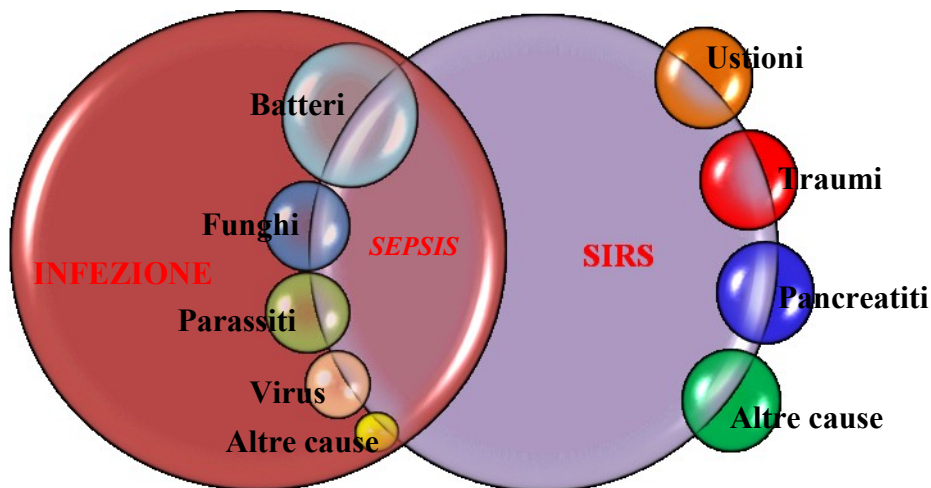 Ustioni
Batteri
Traumi
Funghi
SEPSIS
SIRS
INFEZIONE
Pancreatiti
Parassiti
Virus
Altre cause
Altre cause